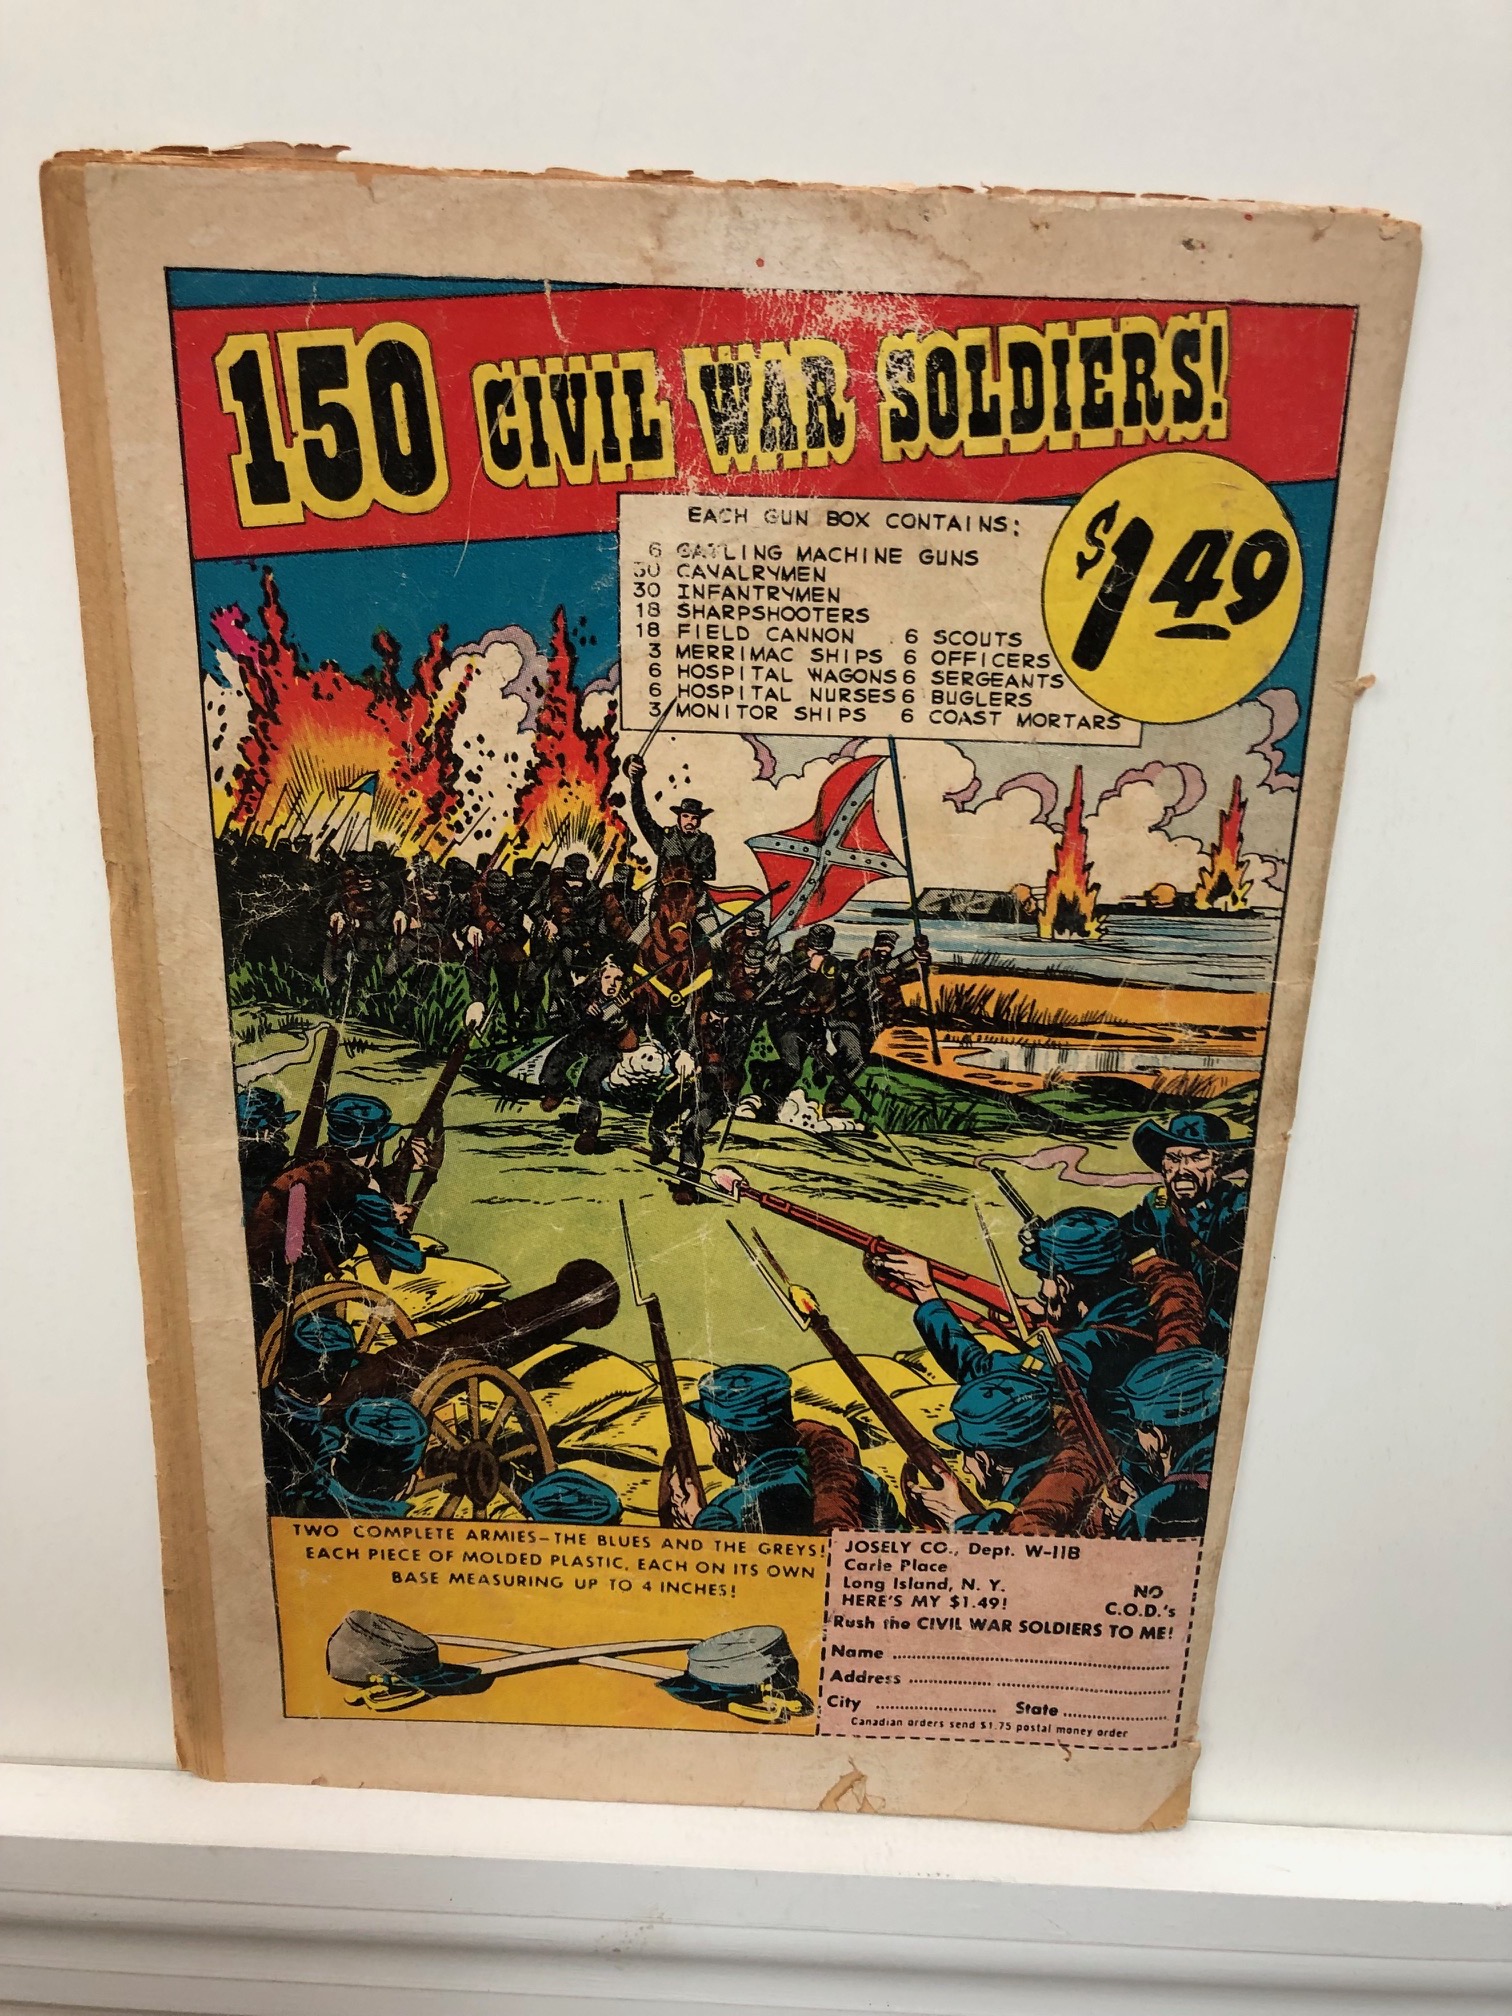 150 CIVIL WAR SOLDIERS!
$1.49
EACH GUN BOX CONTAINS:
6 GATLING MACHINE GUNS
30 CAVALRYMEN
30 INFANTRYMEN
18 SHARPSHOOTERS
18 FIELD CANNON 6 SCOUTS
3 MERRIMAC SHIPS 6 OFFICERS
6 HOSPITAL WAGONS 6 SERGEANTS
6 HOSPITAL NURSES 6 BUGLERS
3 MONITOR SHIPS 6 COAST MORTARS
TWO COMPLETE ARMIES—THE BLUES AND THE GREYS!
EACH PIECE OF MOLDED PLASTIC, EACH ON ITS OWN
BASE MEASURING UP TO 4 INCHES!
JOSELY CO., Dept. W-11B
Carle Place
Long Island, N. Y.
HERE'S MY $1.49!
NO
C.O.D.'s
Rush the CIVIL WAR SOLDIERS TO ME!
Name
Address
City State
Canadian orders send $1.75 postal money order